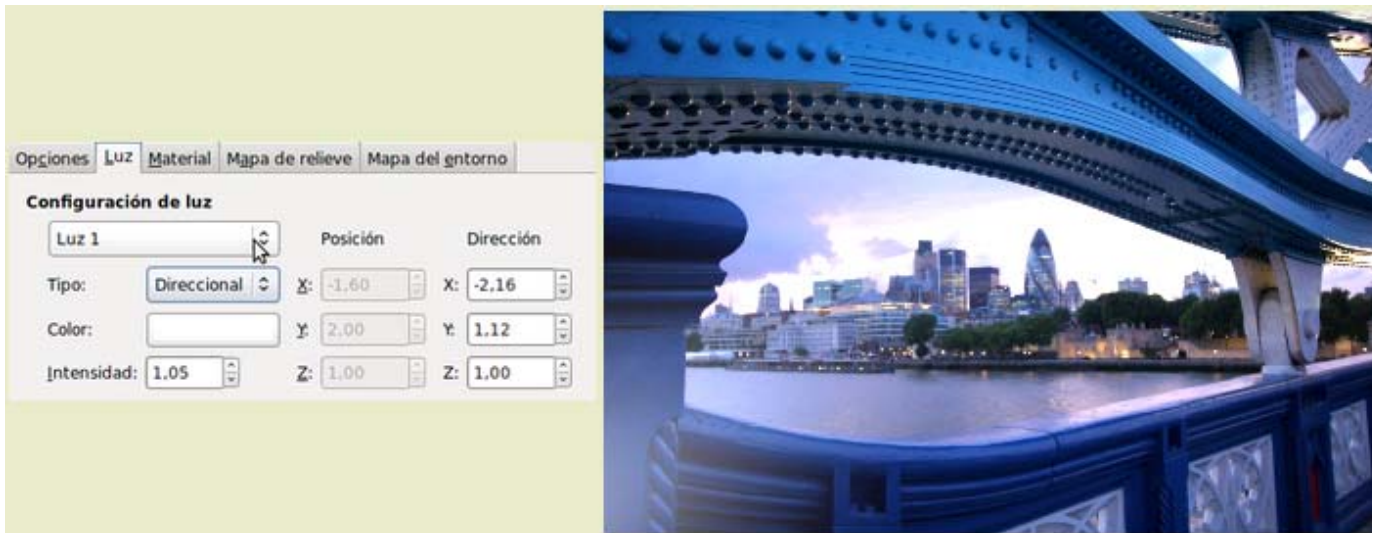 Opciones Luz Material Mapa de relieve Mapa del entorno
Configuración de luz
Luz 1 Posición Dirección
Tipo: Direccional X: -1,60 X: -2,16
Color: Y: 2,00 Y: 1,12
Intensidad: 1,05 Z: 1,00 Z: 1,00